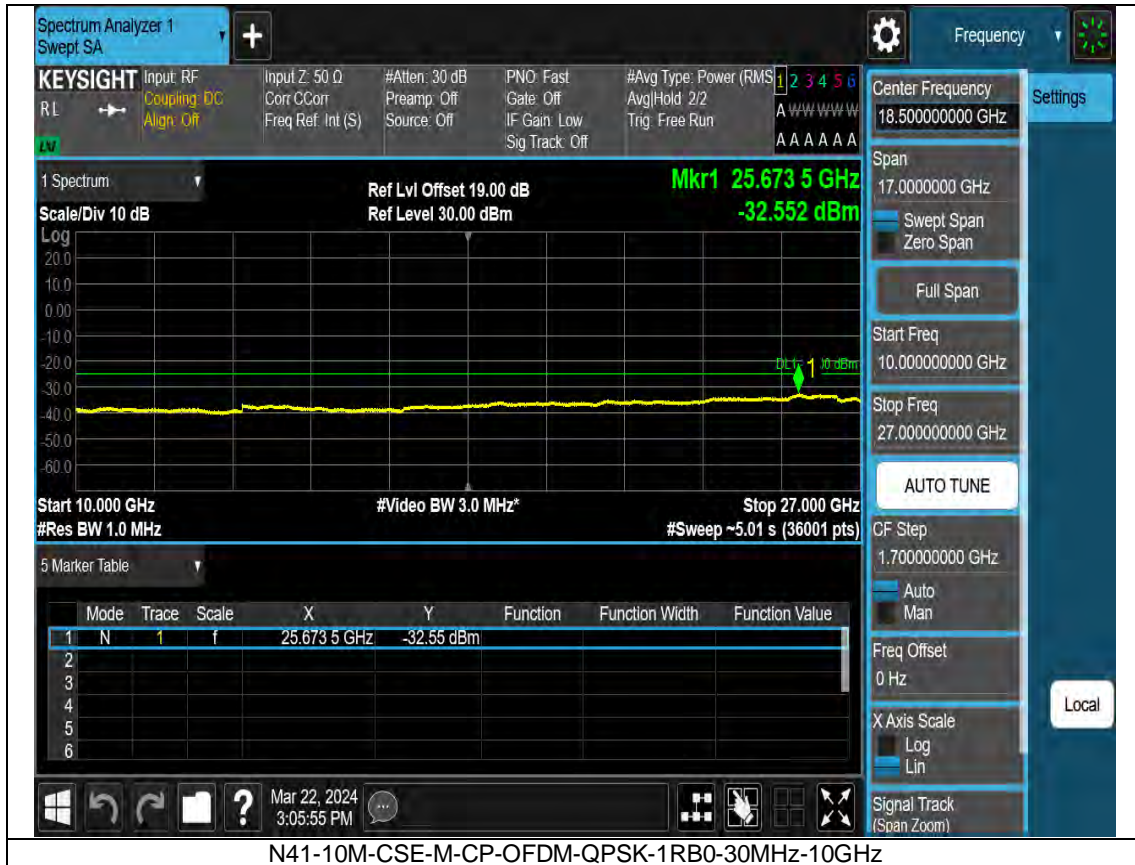 Spectrum Analyzer 1
Swept SA
Frequency
KEYSIGHT
RL
LXI
Input: RF
Coupling: DC
Align: Off
Input Z: 50 Ω
Corr CCorr
Freq Ref: Int (S)
#Atten: 30 dB
Preamp: Off
Source: Off
PNO: Fast
Gate: Off
IF Gain: Low
Sig Track: Off
#Avg Type: Power (RMS
Avg|Hold: 2/2
Trig: Free Run
1 2 3 4 5 6
A W W W W W
A A A A A A
1 Spectrum
Scale/Div 10 dB
Ref Lvl Offset 19.00 dB
Ref Level 30.00 dBm
Mkr1 25.673 5 GHz
-32.552 dBm
Log
20.0
10.0
0.00
-10.0
-20.0
-30.0
-40.0
-50.0
-60.0
DL1
1
00 dBm
Start 10.000 GHz
#Res BW 1.0 MHz
#Video BW 3.0 MHz*
Stop 27.000 GHz
#Sweep ~5.01 s (36001 pts)
5 Marker Table
Mode Trace Scale X Y Function Function Width Function Value
1 N 1 f 25.673 5 GHz -32.55 dBm
2
3
4
5
6
Mar 22, 2024
3:05:55 PM
Center Frequency
18.500000000 GHz
Span
17.0000000 GHz
Swept Span
Zero Span
Full Span
Start Freq
10.000000000 GHz
Stop Freq
27.000000000 GHz
AUTO TUNE
CF Step
1.700000000 GHz
Auto
Man
Freq Offset
0 Hz
X Axis Scale
Log
Lin
Signal Track
(Span Zoom)
Settings
Local
N41-10M-CSE-M-CP-OFDM-QPSK-1RB0-30MHz-10GHz